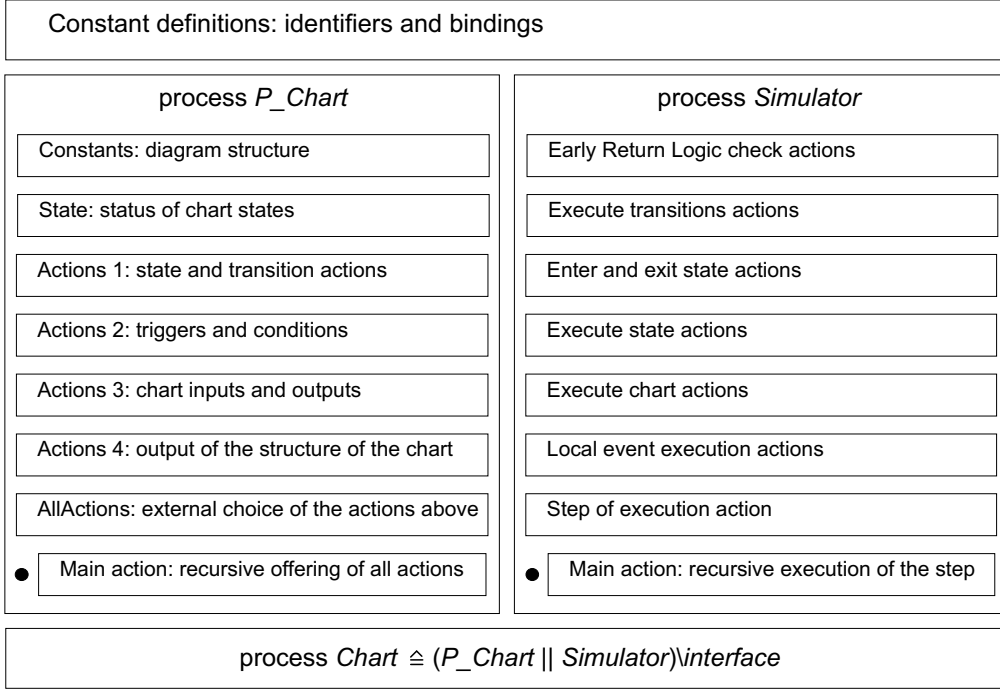 Constant definitions: identifiers and bindings
process P_Chart
Constants: diagram structure
State: status of chart states
Actions 1: state and transition actions
Actions 2: triggers and conditions
Actions 3: chart inputs and outputs
Actions 4: output of the structure of the chart
AllActions: external choice of the actions above
Main action: recursive offering of all actions
process Simulator
Early Return Logic check actions
Execute transitions actions
Enter and exit state actions
Execute state actions
Execute chart actions
Local event execution actions
Step of execution action
Main action: recursive execution of the step
process Chart ≙ (P_Chart || Simulator)\interface